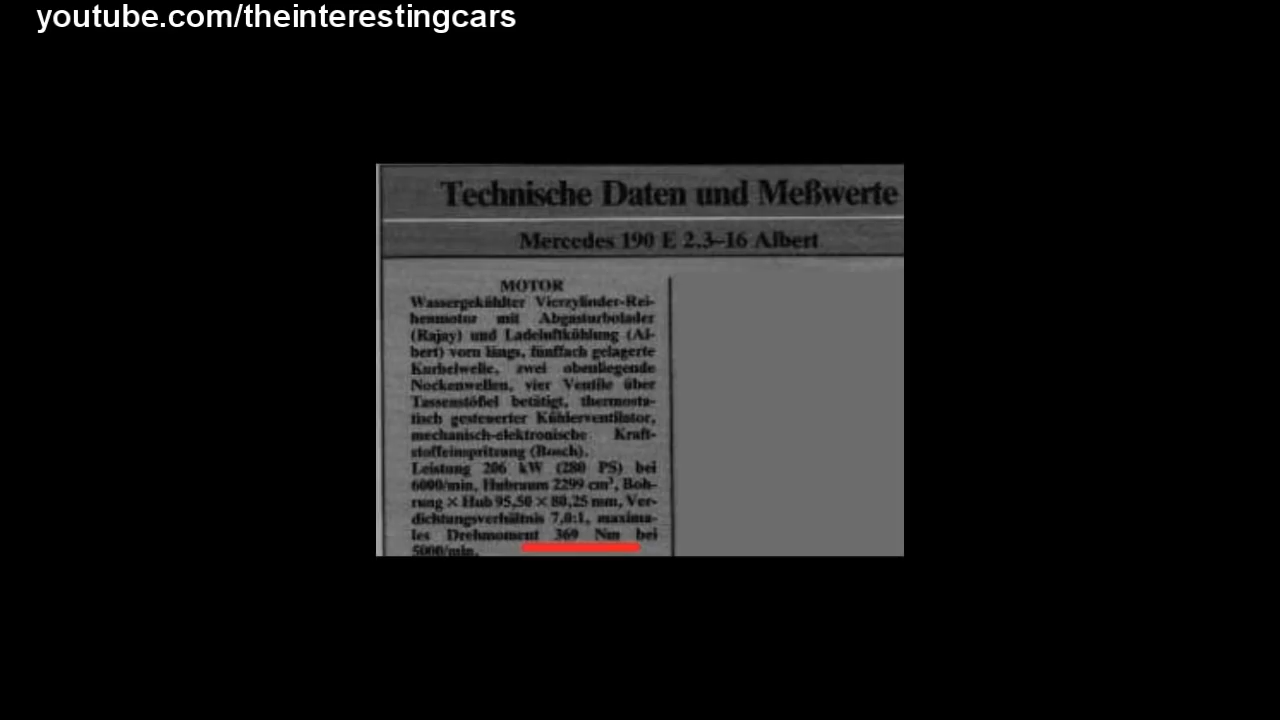 youtube.com/theinterestingcars
Technische Daten und Meßwerte
Mercedes 190 E 2.3–16 Albert
MOTOR
Wassergekühlter Vierzylinder-Rei-
henmotor mit Abgasturbolader
(Rajay) und Ladeluftkühlung (Al-
bert) vorn längs, fünffach gelagerte
Kurbelwelle, zwei obenliegende
Nockenwellen, vier Ventile über
Tassenstößel betätigt, thermosta-
tisch gesteuerter Kühlerventilator,
mechanisch-elektronische Kraft-
stoffeinspritzung (Bosch).
Leistung 206 kW (280 PS) bei
6000/min, Hubraum 2299 cm³, Boh-
rung × Hub 95,50 × 80,25 mm, Ver-
dichtungsverhältnis 7,0:1, maxima-
les Drehmoment 369 Nm bei
5000/min.